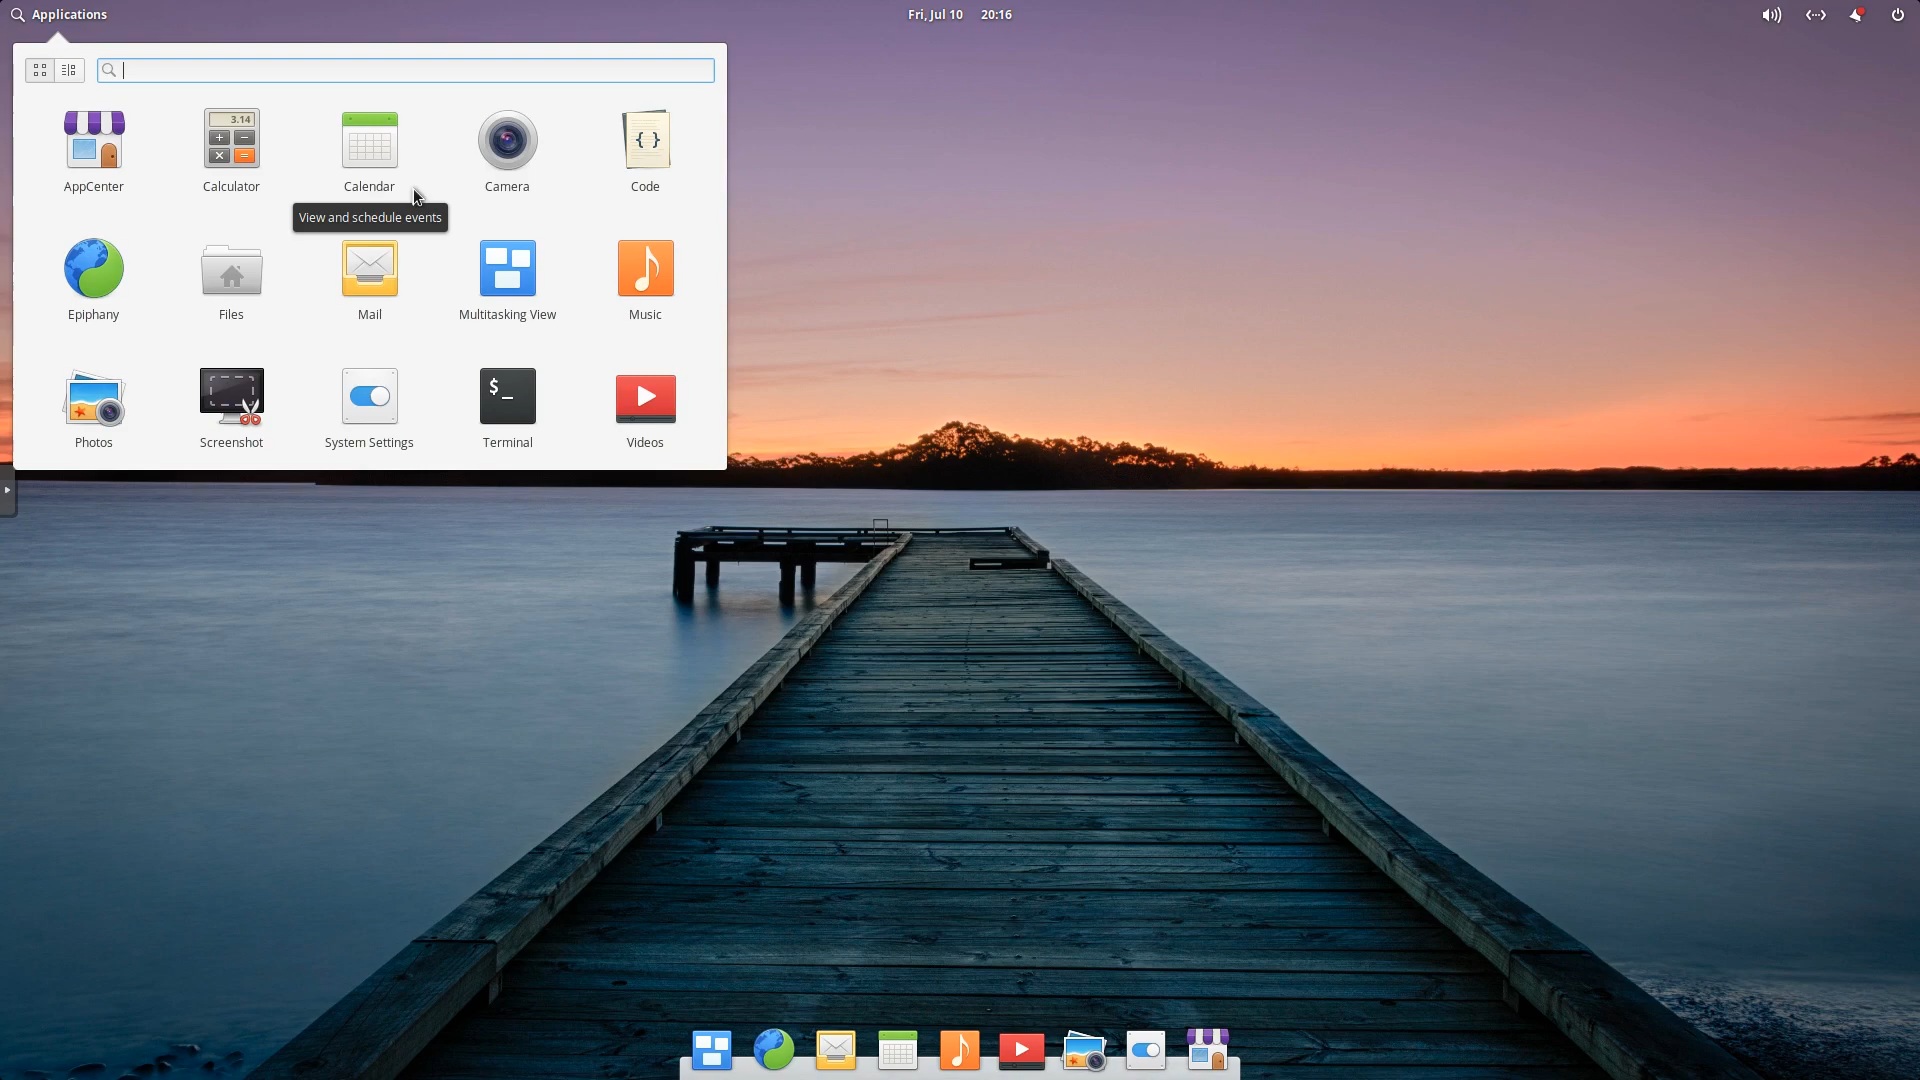 Applications
Fri, Jul 10 20:16
3.14
AppCenter
Calculator
Calendar
Camera
{ }
Code
View and schedule events
Epiphany
Files
Mail
Multitasking View
Music
Photos
Screenshot
System Settings
$ _
Terminal
Videos